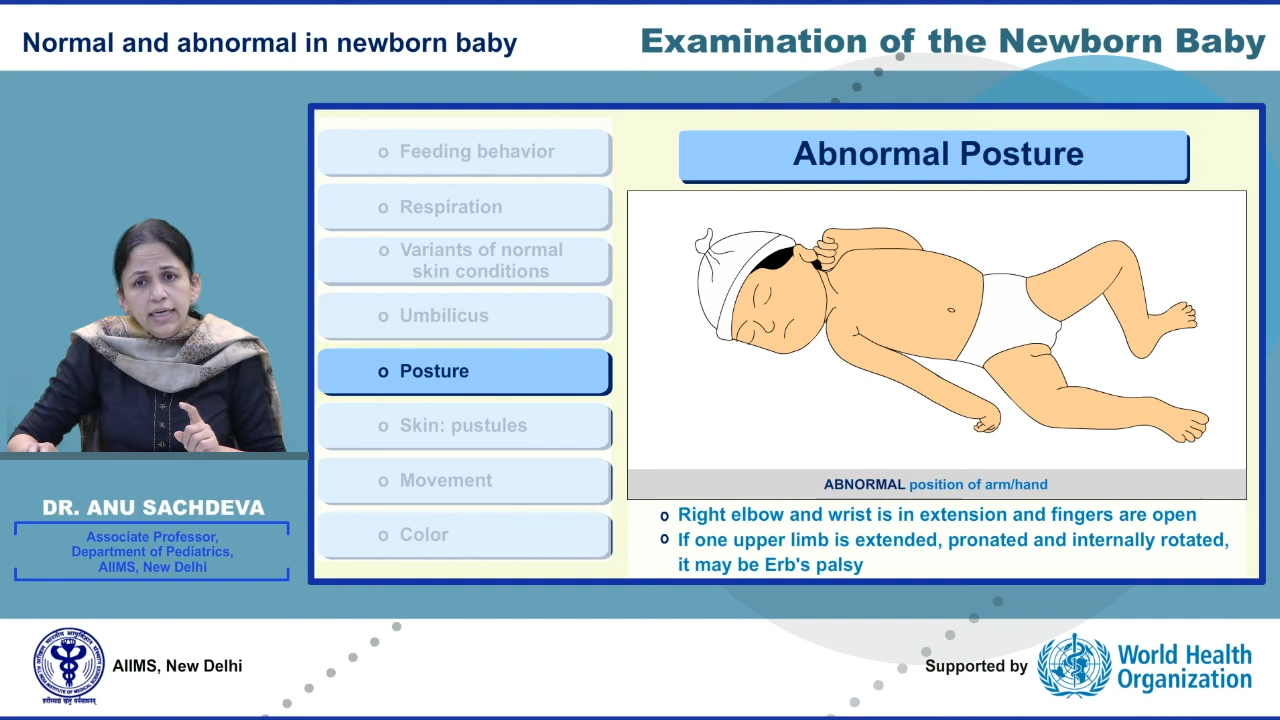 Normal and abnormal in newborn baby
Examination of the Newborn Baby
o Feeding behavior
o Respiration
o Variants of normal
skin conditions
o Umbilicus
o Posture
o Skin: pustules
o Movement
o Color
Abnormal Posture
ABNORMAL position of arm/hand
o Right elbow and wrist is in extension and fingers are open
o If one upper limb is extended, pronated and internally rotated,
it may be Erb's palsy
DR. ANU SACHDEVA
Associate Professor,
Department of Pediatrics,
AIIMS, New Delhi
AIIMS, New Delhi
Supported by
World Health
Organization